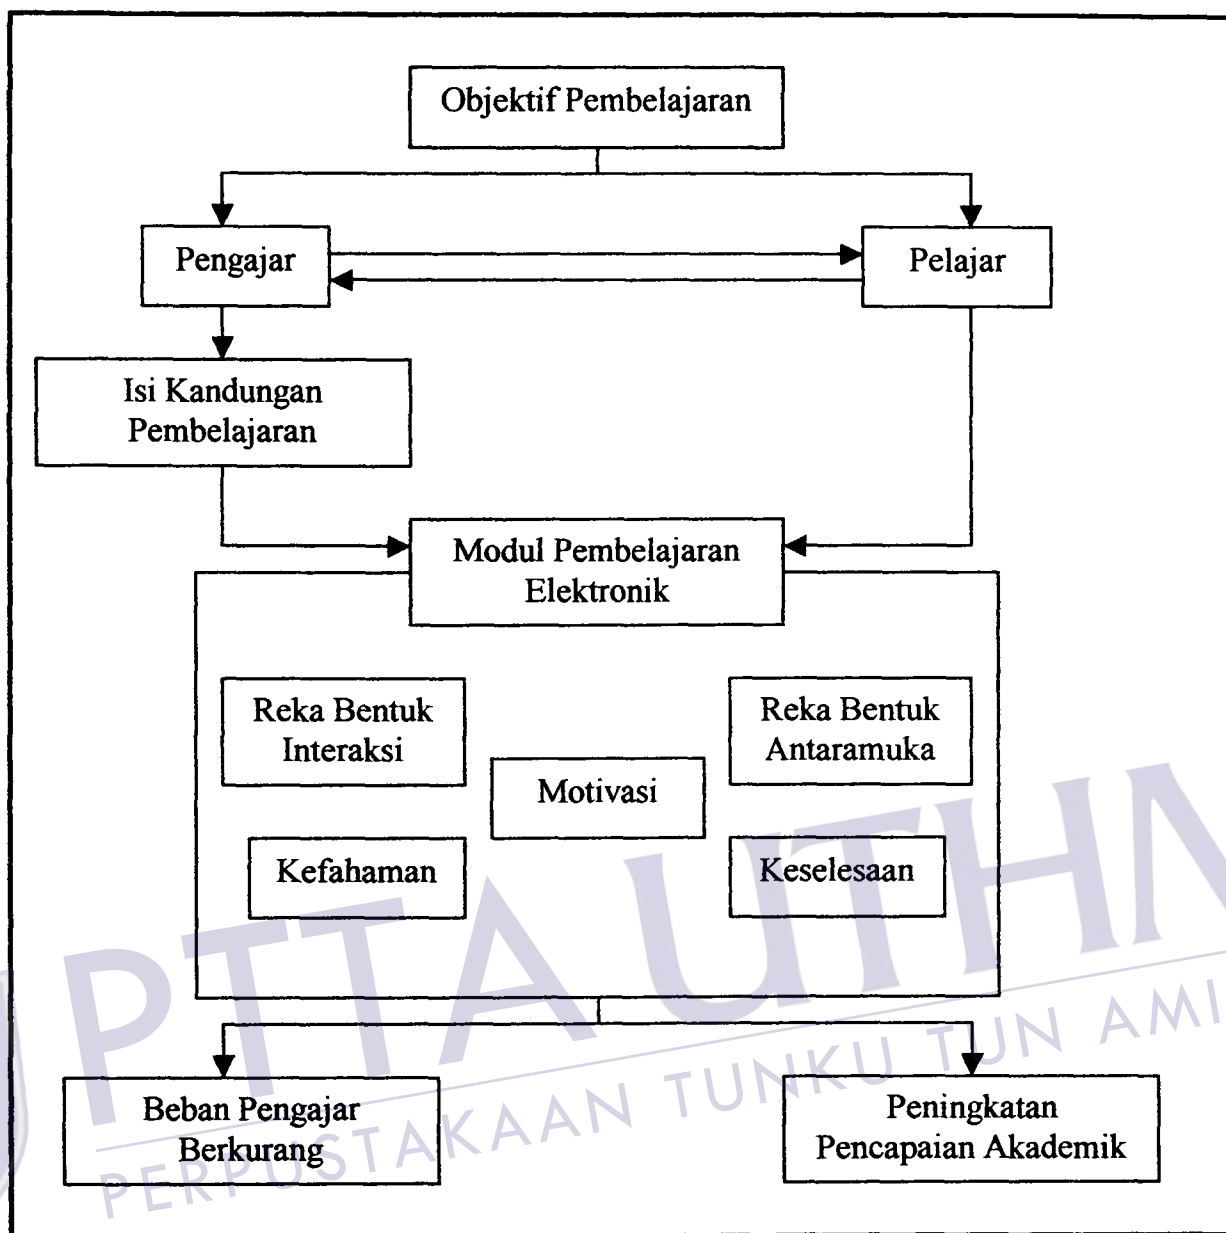 Objektif Pembelajaran
Pengajar
Pelajar
Isi Kandungan
Pembelajaran
Modul Pembelajaran
Elektronik
Reka Bentuk
Interaksi
Reka Bentuk
Antaramuka
Motivasi
Kefahaman
Keselesaan
Beban Pengajar
Berkurang
Peningkatan
Pencapaian Akademik
PTTA UTHM
PERPUSTAKAAN TUNKU TUN AMI